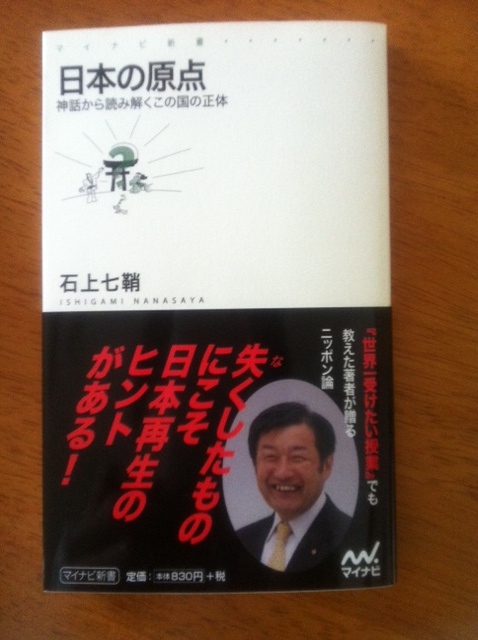 マイナビ新書
日本の原点
神話から読み解くこの国の正体
石上七鞘
ISHIGAMI NANASAYA
『世界一受けたい授業』でも
教えた著者が贈る
ニッポン論
な
失くしたもの
にこそ
日本再生の
ヒント
がある!
マイナビ新書
定価:本体830円+税
マイナビ